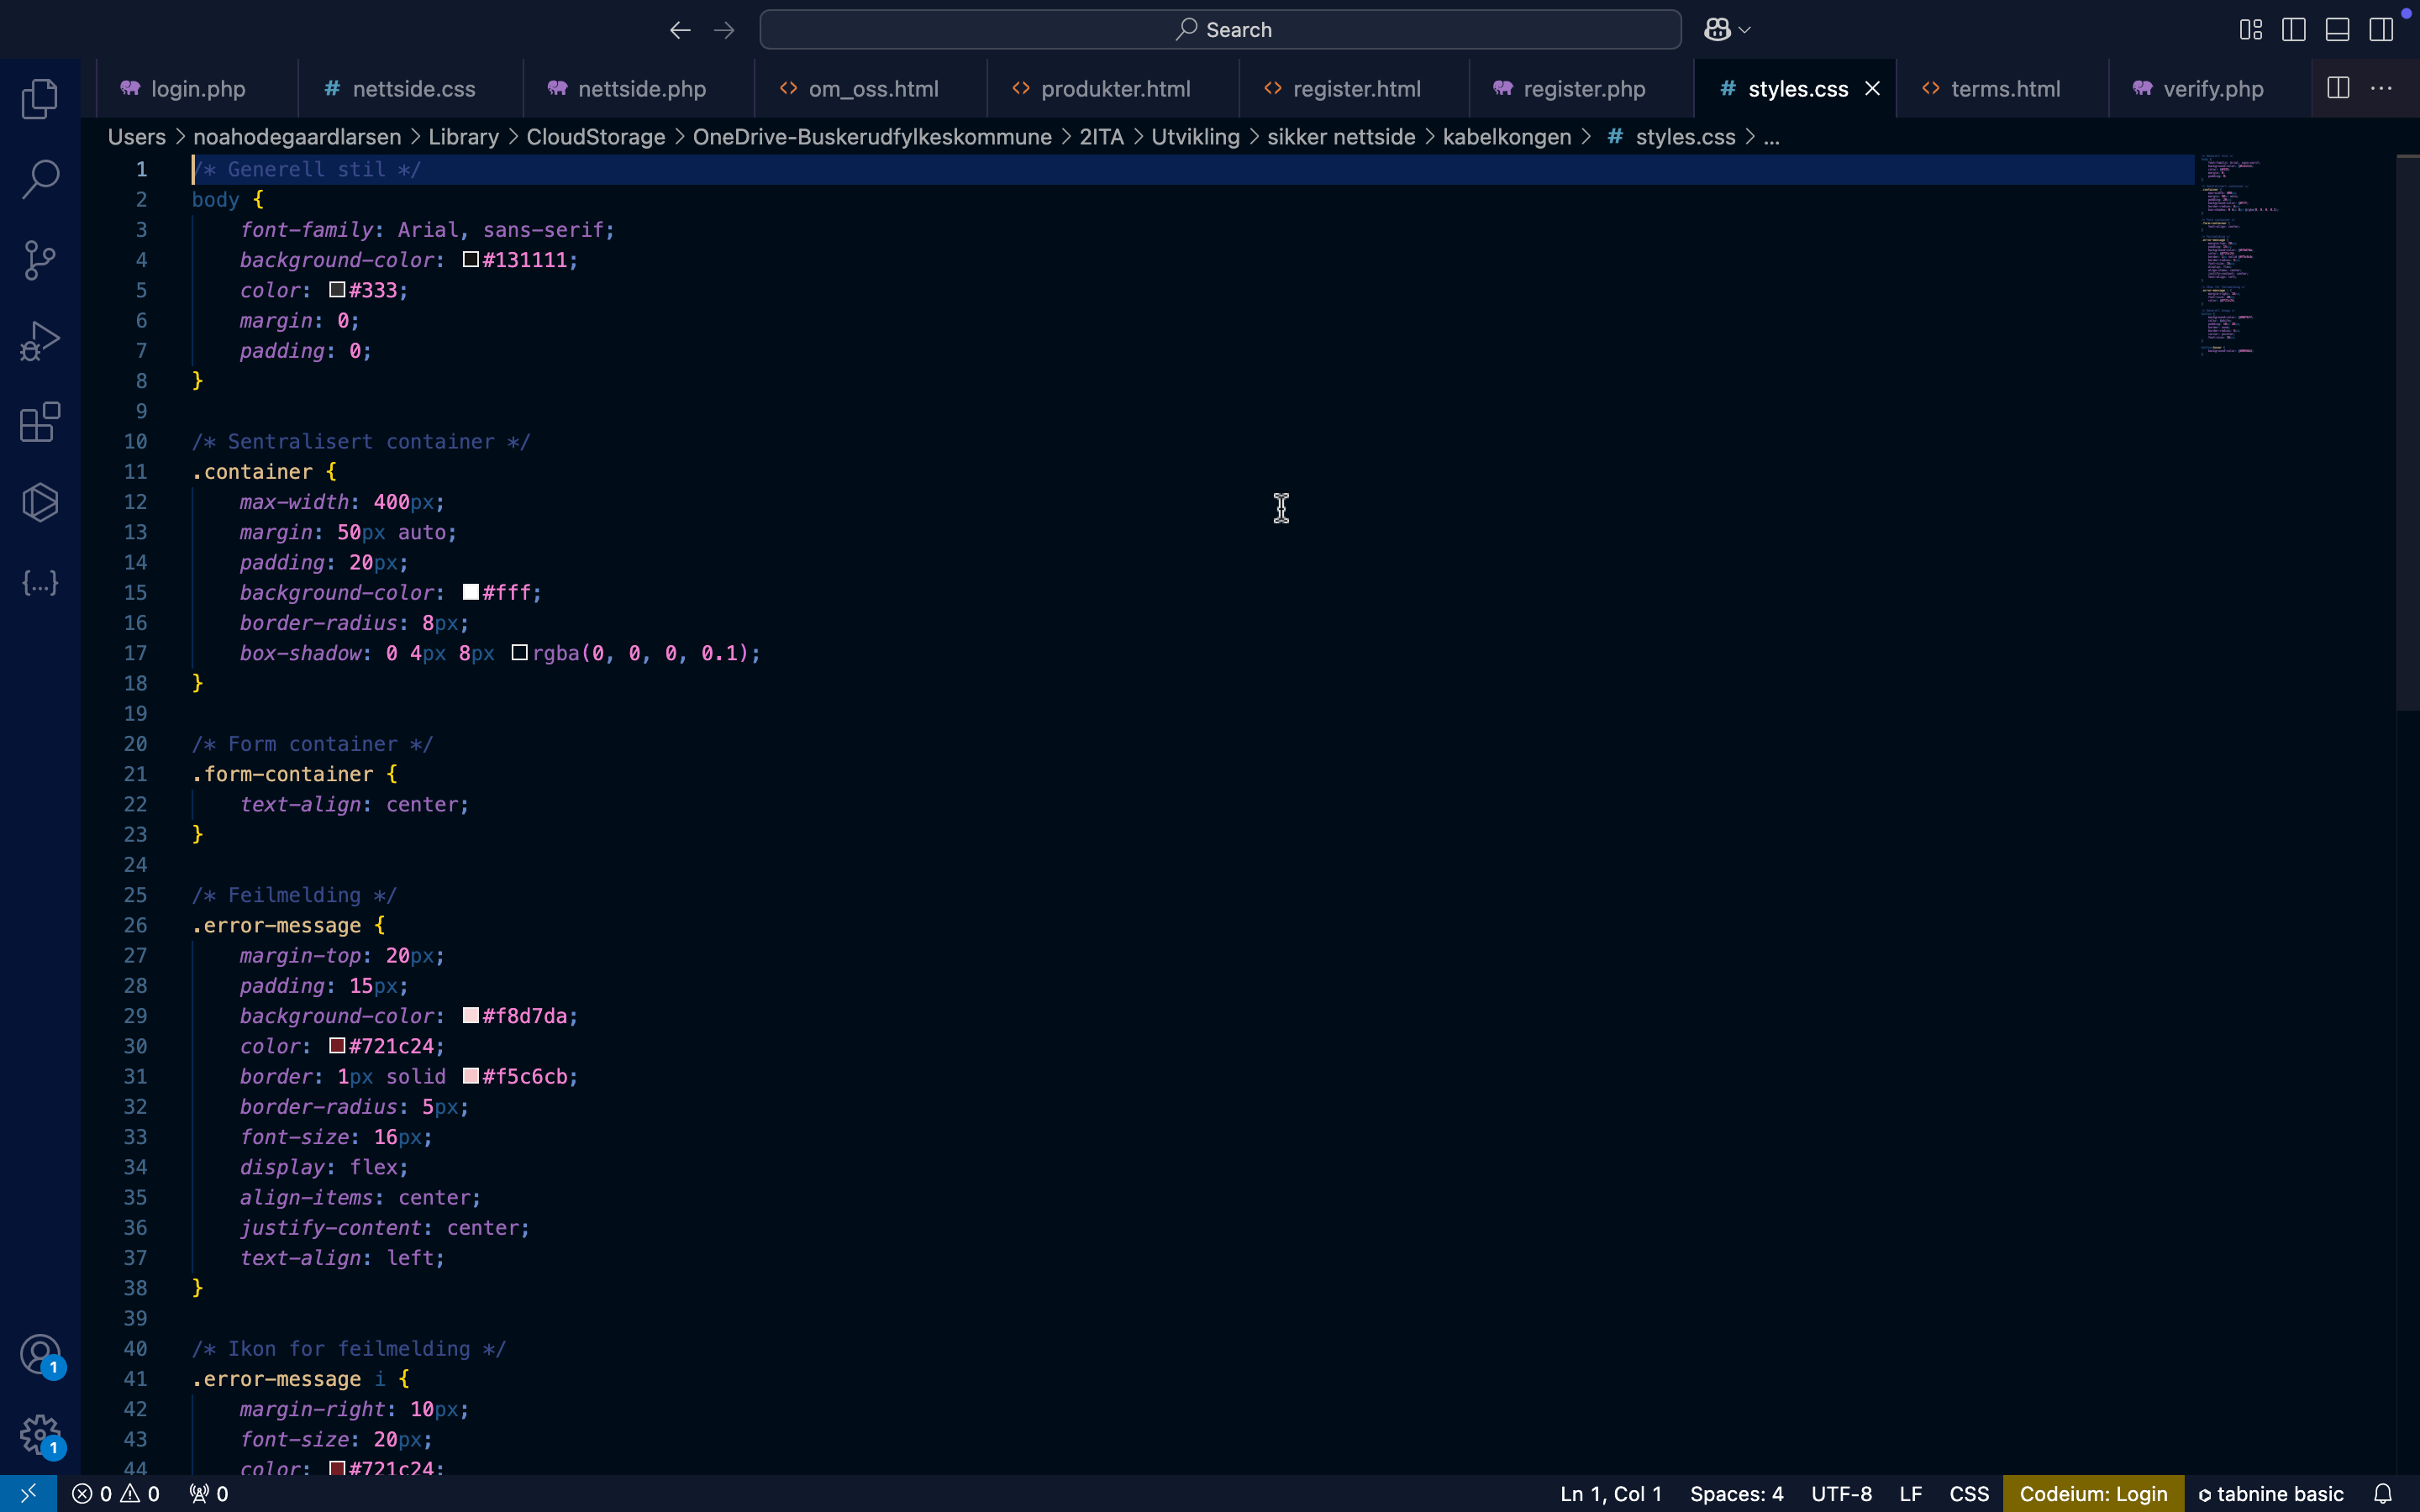 Search
login.php
nettside.css
nettside.php
om_oss.html
produkter.html
register.html
register.php
styles.css
terms.html
verify.php
Users > noahodegaardlarsen > Library > CloudStorage > OneDrive-Buskerudfylkeskommune > 2ITA > Utvikling > sikker nettside > kabelkongen > # styles.css > ...
1 /* Generell stil */
2 body {
3 font-family: Arial, sans-serif;
4 background-color: #131111;
5 color: #333;
6 margin: 0;
7 padding: 0;
8 }
9
10 /* Sentralisert container */
11 .container {
12 max-width: 400px;
13 margin: 50px auto;
14 padding: 20px;
15 background-color: #fff;
16 border-radius: 8px;
17 box-shadow: 0 4px 8px rgba(0, 0, 0, 0.1);
18 }
19
20 /* Form container */
21 .form-container {
22 text-align: center;
23 }
24
25 /* Feilmelding */
26 .error-message {
27 margin-top: 20px;
28 padding: 15px;
29 background-color: #f8d7da;
30 color: #721c24;
31 border: 1px solid #f5c6cb;
32 border-radius: 5px;
33 font-size: 16px;
34 display: flex;
35 align-items: center;
36 justify-content: center;
37 text-align: left;
38 }
39
40 /* Ikon for feilmelding */
41 .error-message i {
42 margin-right: 10px;
43 font-size: 20px;
44 color: #721c24;
1
1
0 0 0
Ln 1, Col 1 Spaces: 4 UTF-8 LF CSS Codeium: Login tabnine basic